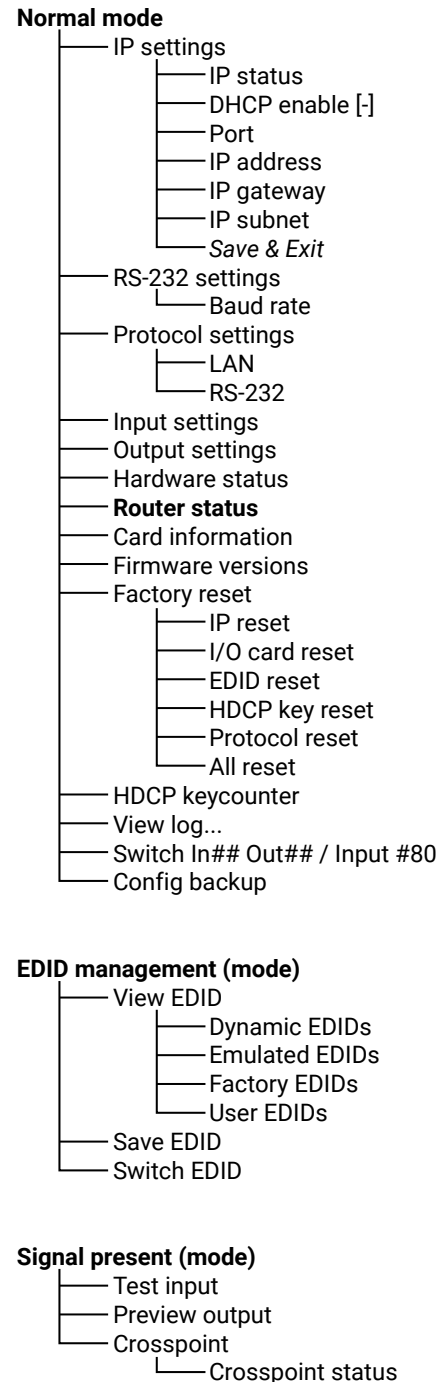 Normal mode
IP settings
IP status
DHCP enable [-]
Port
IP address
IP gateway
IP subnet
Save & Exit
RS-232 settings
Baud rate
Protocol settings
LAN
RS-232
Input settings
Output settings
Hardware status
Router status
Card information
Firmware versions
Factory reset
IP reset
I/O card reset
EDID reset
HDCP key reset
Protocol reset
All reset
HDCP keycounter
View log...
Switch In## Out## / Input #80
Config backup
EDID management (mode)
View EDID
Dynamic EDIDs
Emulated EDIDs
Factory EDIDs
User EDIDs
Save EDID
Switch EDID
Signal present (mode)
Test input
Preview output
Crosspoint
Crosspoint status